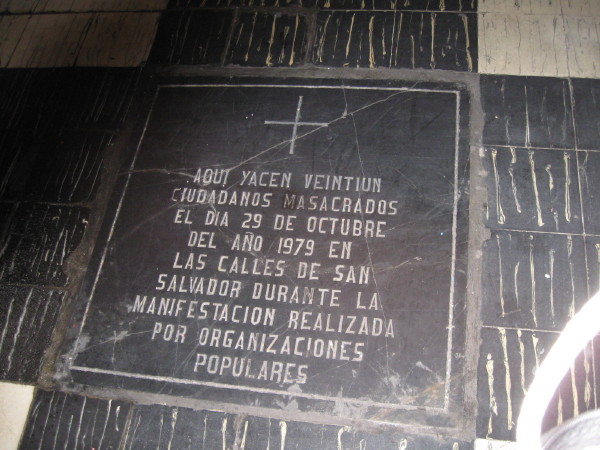 AQUI YACEN VEINTIUN
CIUDADANOS MASACRADOS
EL DIA 29 DE OCTUBRE
DEL AÑO 1979 EN
LAS CALLES DE SAN
SALVADOR DURANTE LA
MANIFESTACION REALIZADA
POR ORGANIZACIONES
POPULARES